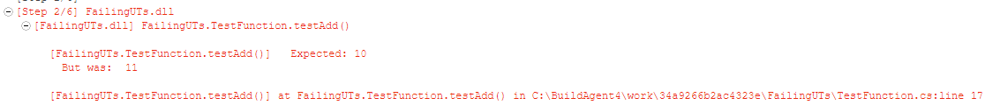 [Step 2/6] FailingUTs.dll
[FailingUTs.dll] FailingUTs.TestFunction.testAdd()
[FailingUTs.TestFunction.testAdd()]   Expected: 10
But was:  11
[FailingUTs.TestFunction.testAdd()] at FailingUTs.TestFunction.testAdd() in C:\BuildAgent4\work\34a9266b2ac4323e\FailingUTs\TestFunction.cs:line 17